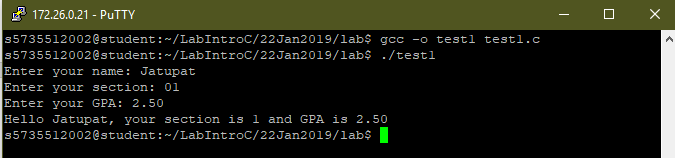 172.26.0.21 - PuTTY
s5735512002@student:~/LabIntroC/22Jan2019/lab$ gcc -o test1 test1.c
s5735512002@student:~/LabIntroC/22Jan2019/lab$ ./test1
Enter your name: Jatupat
Enter your section: 01
Enter your GPA: 2.50
Hello Jatupat, your section is 1 and GPA is 2.50
s5735512002@student:~/LabIntroC/22Jan2019/lab$